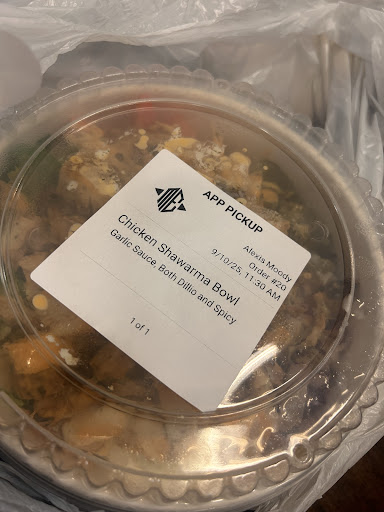 APP PICKUP
Alexis Moody
Order #20
9/10/25, 11:30 AM
Chicken Shawarma Bowl
Garlic Sauce, Both Dillio and Spicy
1 of 1